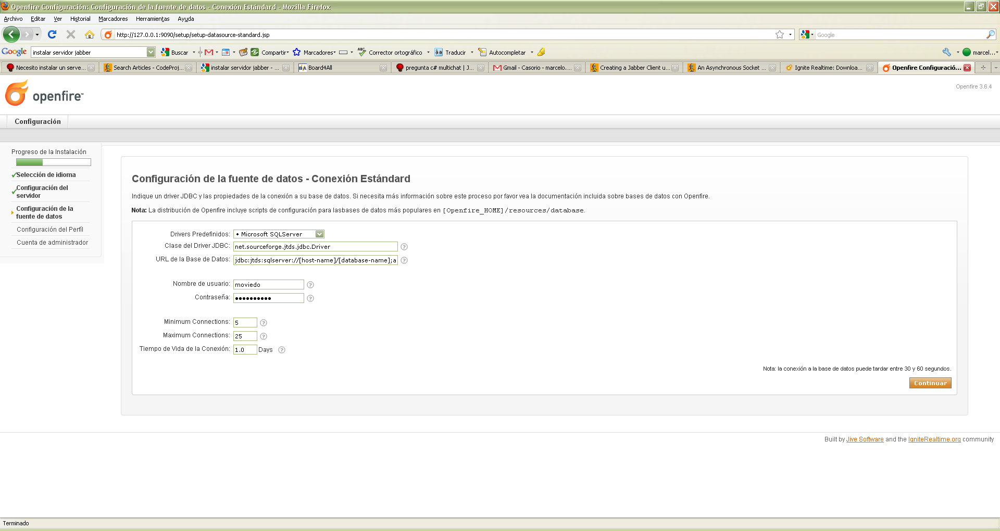 Openfire Configuración: Configuración de la fuente de datos - Conexión Estándard - Mozilla Firefox
Archivo Editar Ver Historial Marcadores Herramientas Ayuda
http://127.0.0.1:9090/setup/setup-datasource-standard.jsp
Google
Google instalar servidor jabber Buscar Compartir Marcadores ABC Corrector ortográfico āa Traducir Autocompletar marcel...
Necesito instalar un serve... Search Articles - CodeProj... instalar servidor jabber - ... BA Board4All pregunta c# multichat | J... Gmail - Casorio - marcelo.... Creating a Jabber Client u... An Asynchronous Socket ... Ignite Realtime: Downloa... Openfire Configuració...
openfire™
Openfire 3.6.4
Configuración
Progreso de la Instalación
Selección de idioma
Configuración del
servidor
Configuración de la
fuente de datos
Configuración del Perfíl
Cuenta de administrador
Configuración de la fuente de datos - Conexión Estándard
Indique un driver JDBC y las propiedades de la conexión a su base de datos. Si necesita más información sobre este proceso por favor vea la documentación incluida sobre bases de datos con Openfire.
Nota: La distribución de Openfire incluye scripts de configuración para lasbases de datos más populares en [Openfire_HOME]/resources/database.
Drivers Predefinidos: • Microsoft SQLServer
Clase del Driver JDBC: net.sourceforge.jtds.jdbc.Driver ?
URL de la Base de Datos: jdbc:jtds:sqlserver://[host-name]/[database-name];a ?
Nombre de usuario: moviedo ?
Contraseña: •••••••••• ?
Minimum Connections: 5 ?
Maximum Connections: 25 ?
Tiempo de Vida de la Conexión: 1.0 Days ?
Nota: la conexión a la base de datos puede tardar entre 30 y 60 segundos.
Continuar
Built by Jive Software and the IgniteRealtime.org community
Terminado